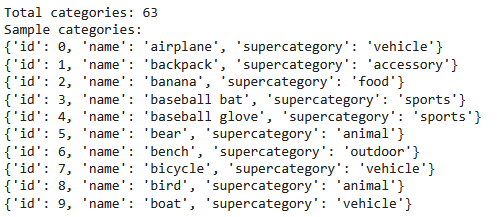 Total categories: 63
Sample categories:
{'id': 0, 'name': 'airplane', 'supercategory': 'vehicle'}
{'id': 1, 'name': 'backpack', 'supercategory': 'accessory'}
{'id': 2, 'name': 'banana', 'supercategory': 'food'}
{'id': 3, 'name': 'baseball bat', 'supercategory': 'sports'}
{'id': 4, 'name': 'baseball glove', 'supercategory': 'sports'}
{'id': 5, 'name': 'bear', 'supercategory': 'animal'}
{'id': 6, 'name': 'bench', 'supercategory': 'outdoor'}
{'id': 7, 'name': 'bicycle', 'supercategory': 'vehicle'}
{'id': 8, 'name': 'bird', 'supercategory': 'animal'}
{'id': 9, 'name': 'boat', 'supercategory': 'vehicle'}